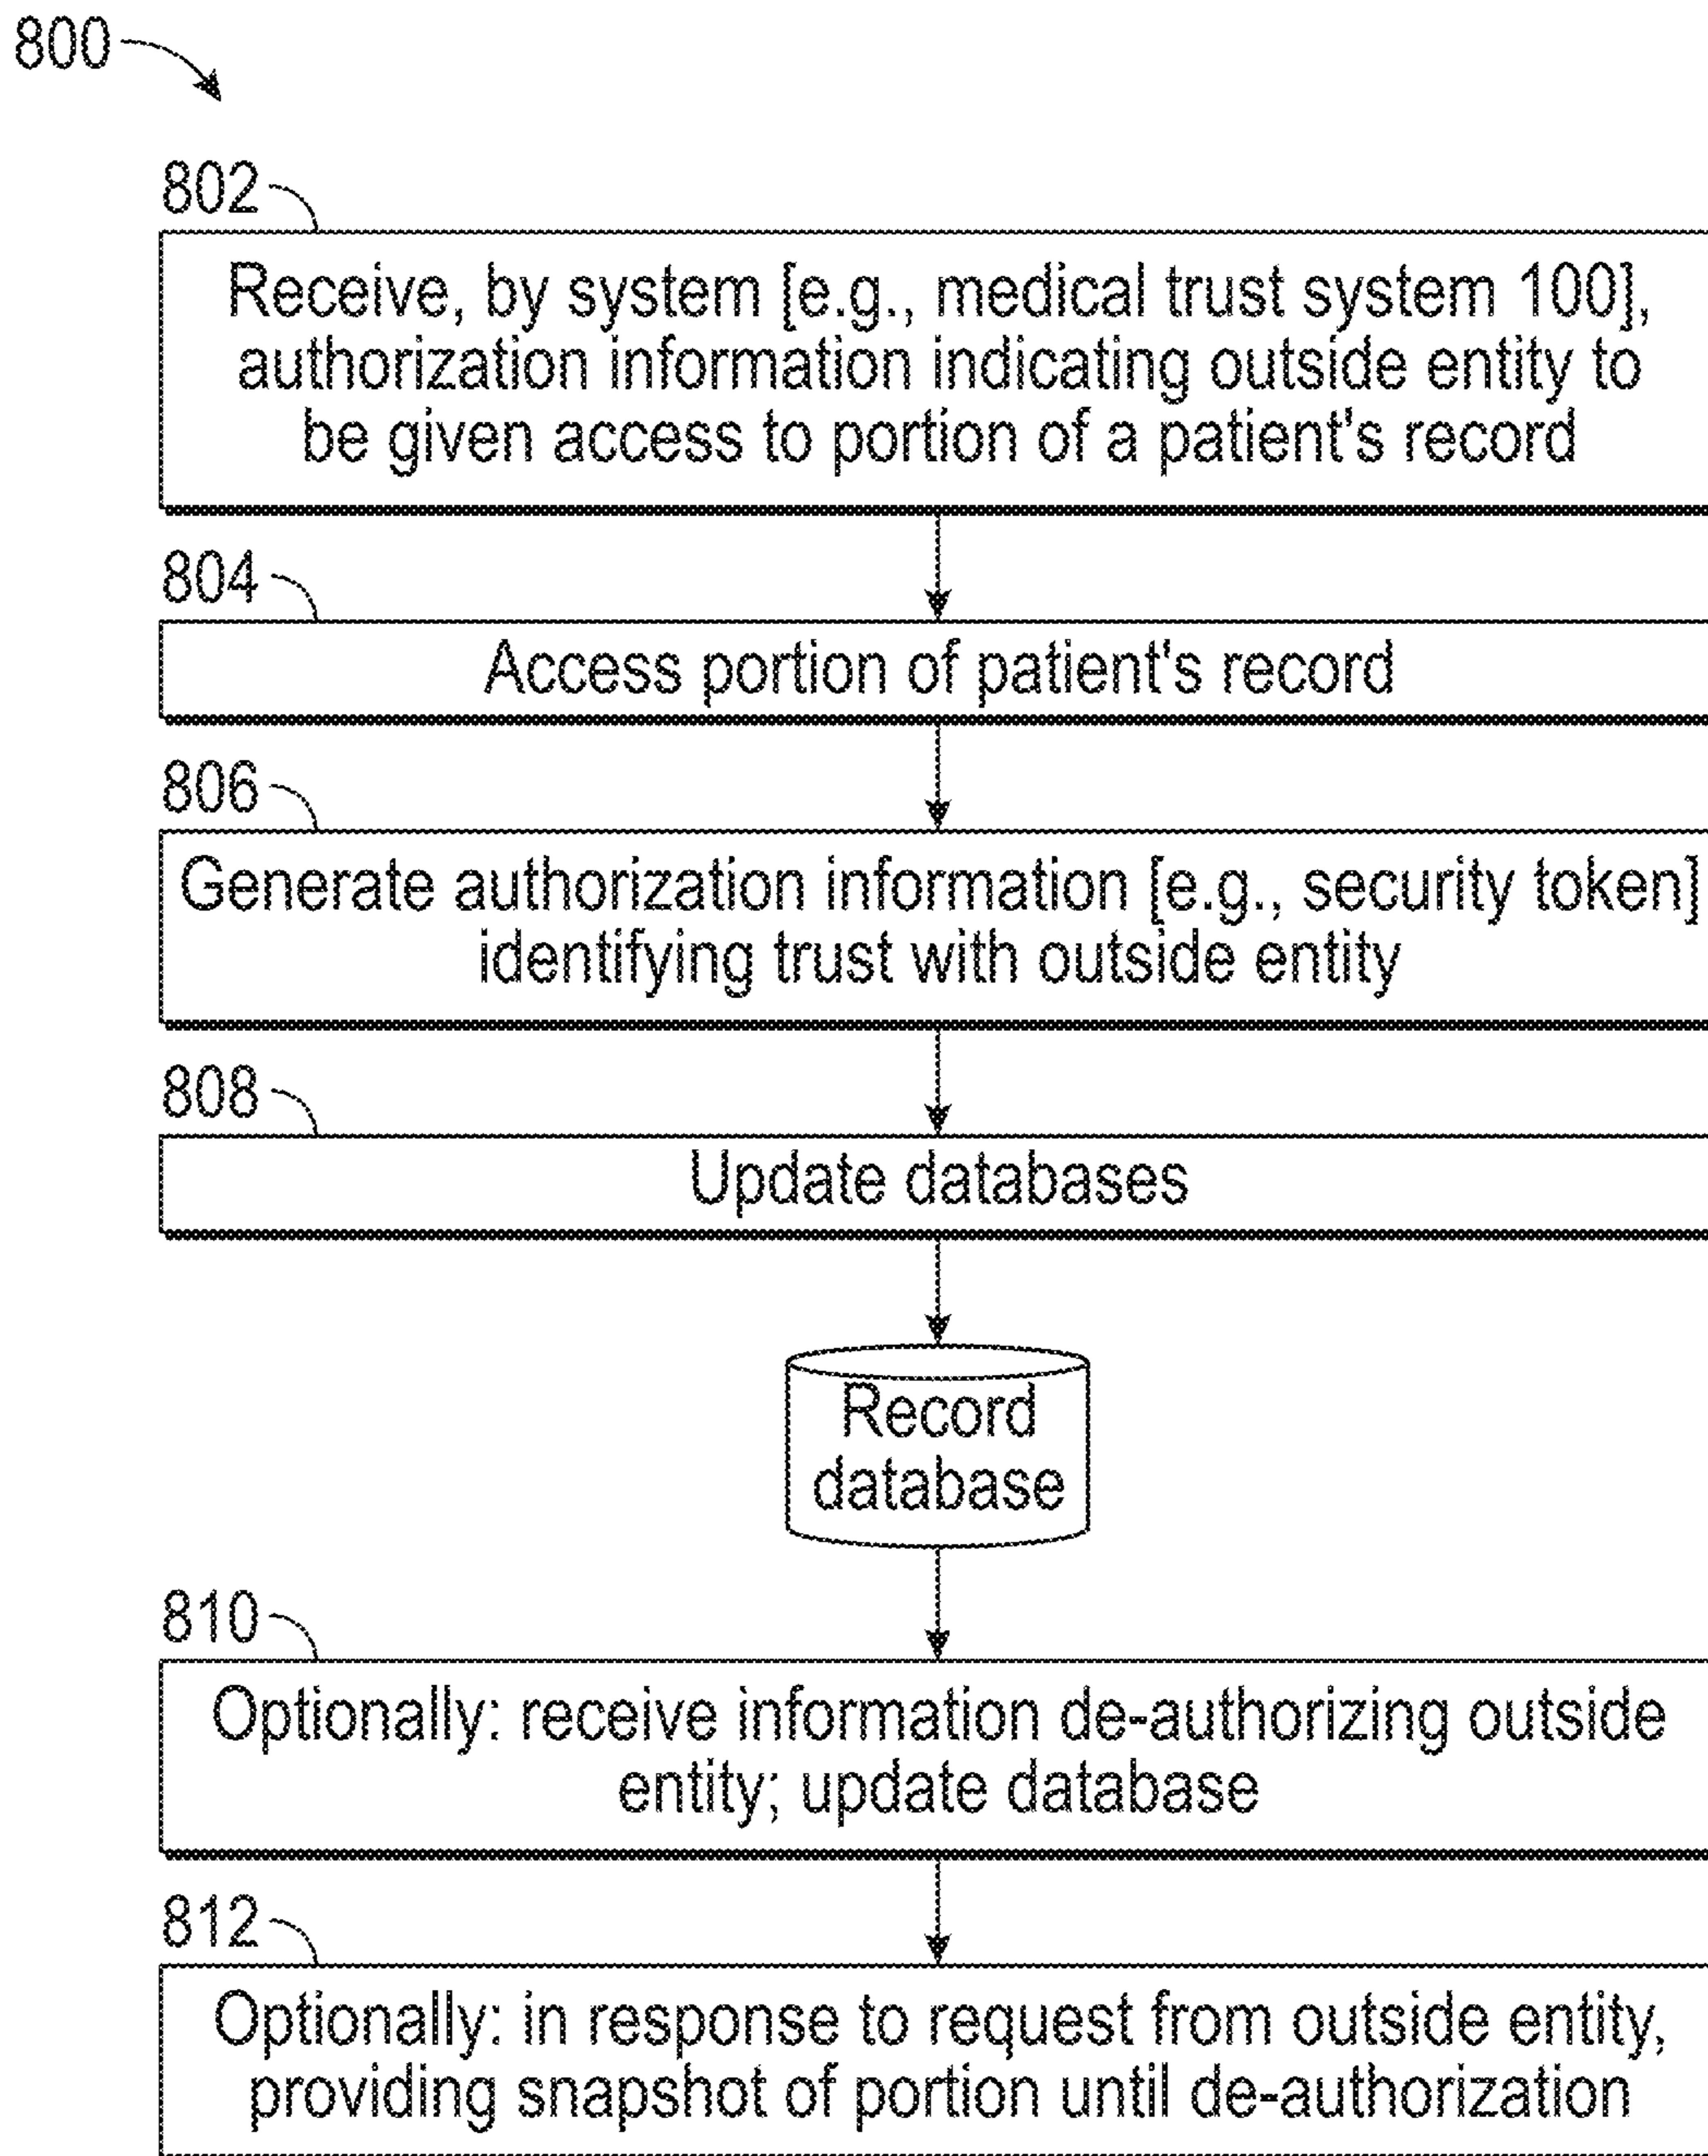 800
802
Receive, by system [e.g., medical trust system 100],
authorization information indicating outside entity to
be given access to portion of a patient's record
804
Access portion of patient's record
806
Generate authorization information [e.g., security token]
identifying trust with outside entity
808
Update databases
Record
database
810
Optionally: receive information de-authorizing outside
entity; update database
812
Optionally: in response to request from outside entity,
providing snapshot of portion until de-authorization